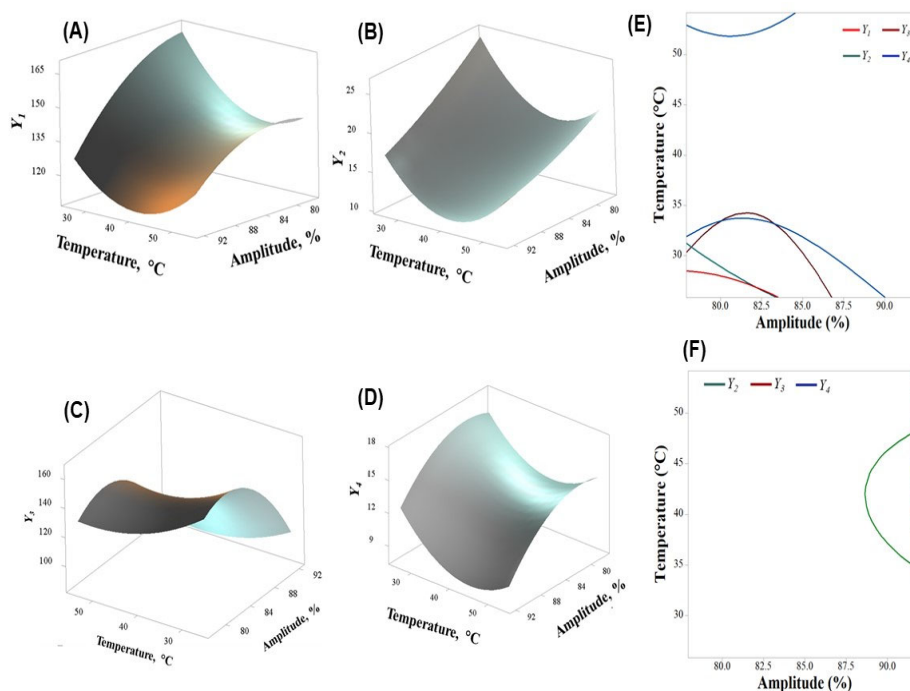 (A)
165
150
135
120
Y1
30
40
50
Temperature, °C
92
88
84
80
Amplitude, %
(B)
25
20
15
10
Y2
30
40
50
Temperature, °C
92
88
84
80
Amplitude, %
(E)
Y1 Y3
Y2 Y4
50
45
40
35
30
Temperature (°C)
80.0 82.5 85.0 87.5 90.0
Amplitude (%)
(C)
160
140
120
100
Y3
50
40
30
Temperature, °C
80
84
88
92
Amplitude, %
(D)
18
15
12
9
Y4
30
40
50
Temperature, °C
92
88
84
80
Amplitude, %
(F)
Y2 Y3 Y4
50
45
40
35
30
Temperature (°C)
80.0 82.5 85.0 87.5 90.0
Amplitude (%)